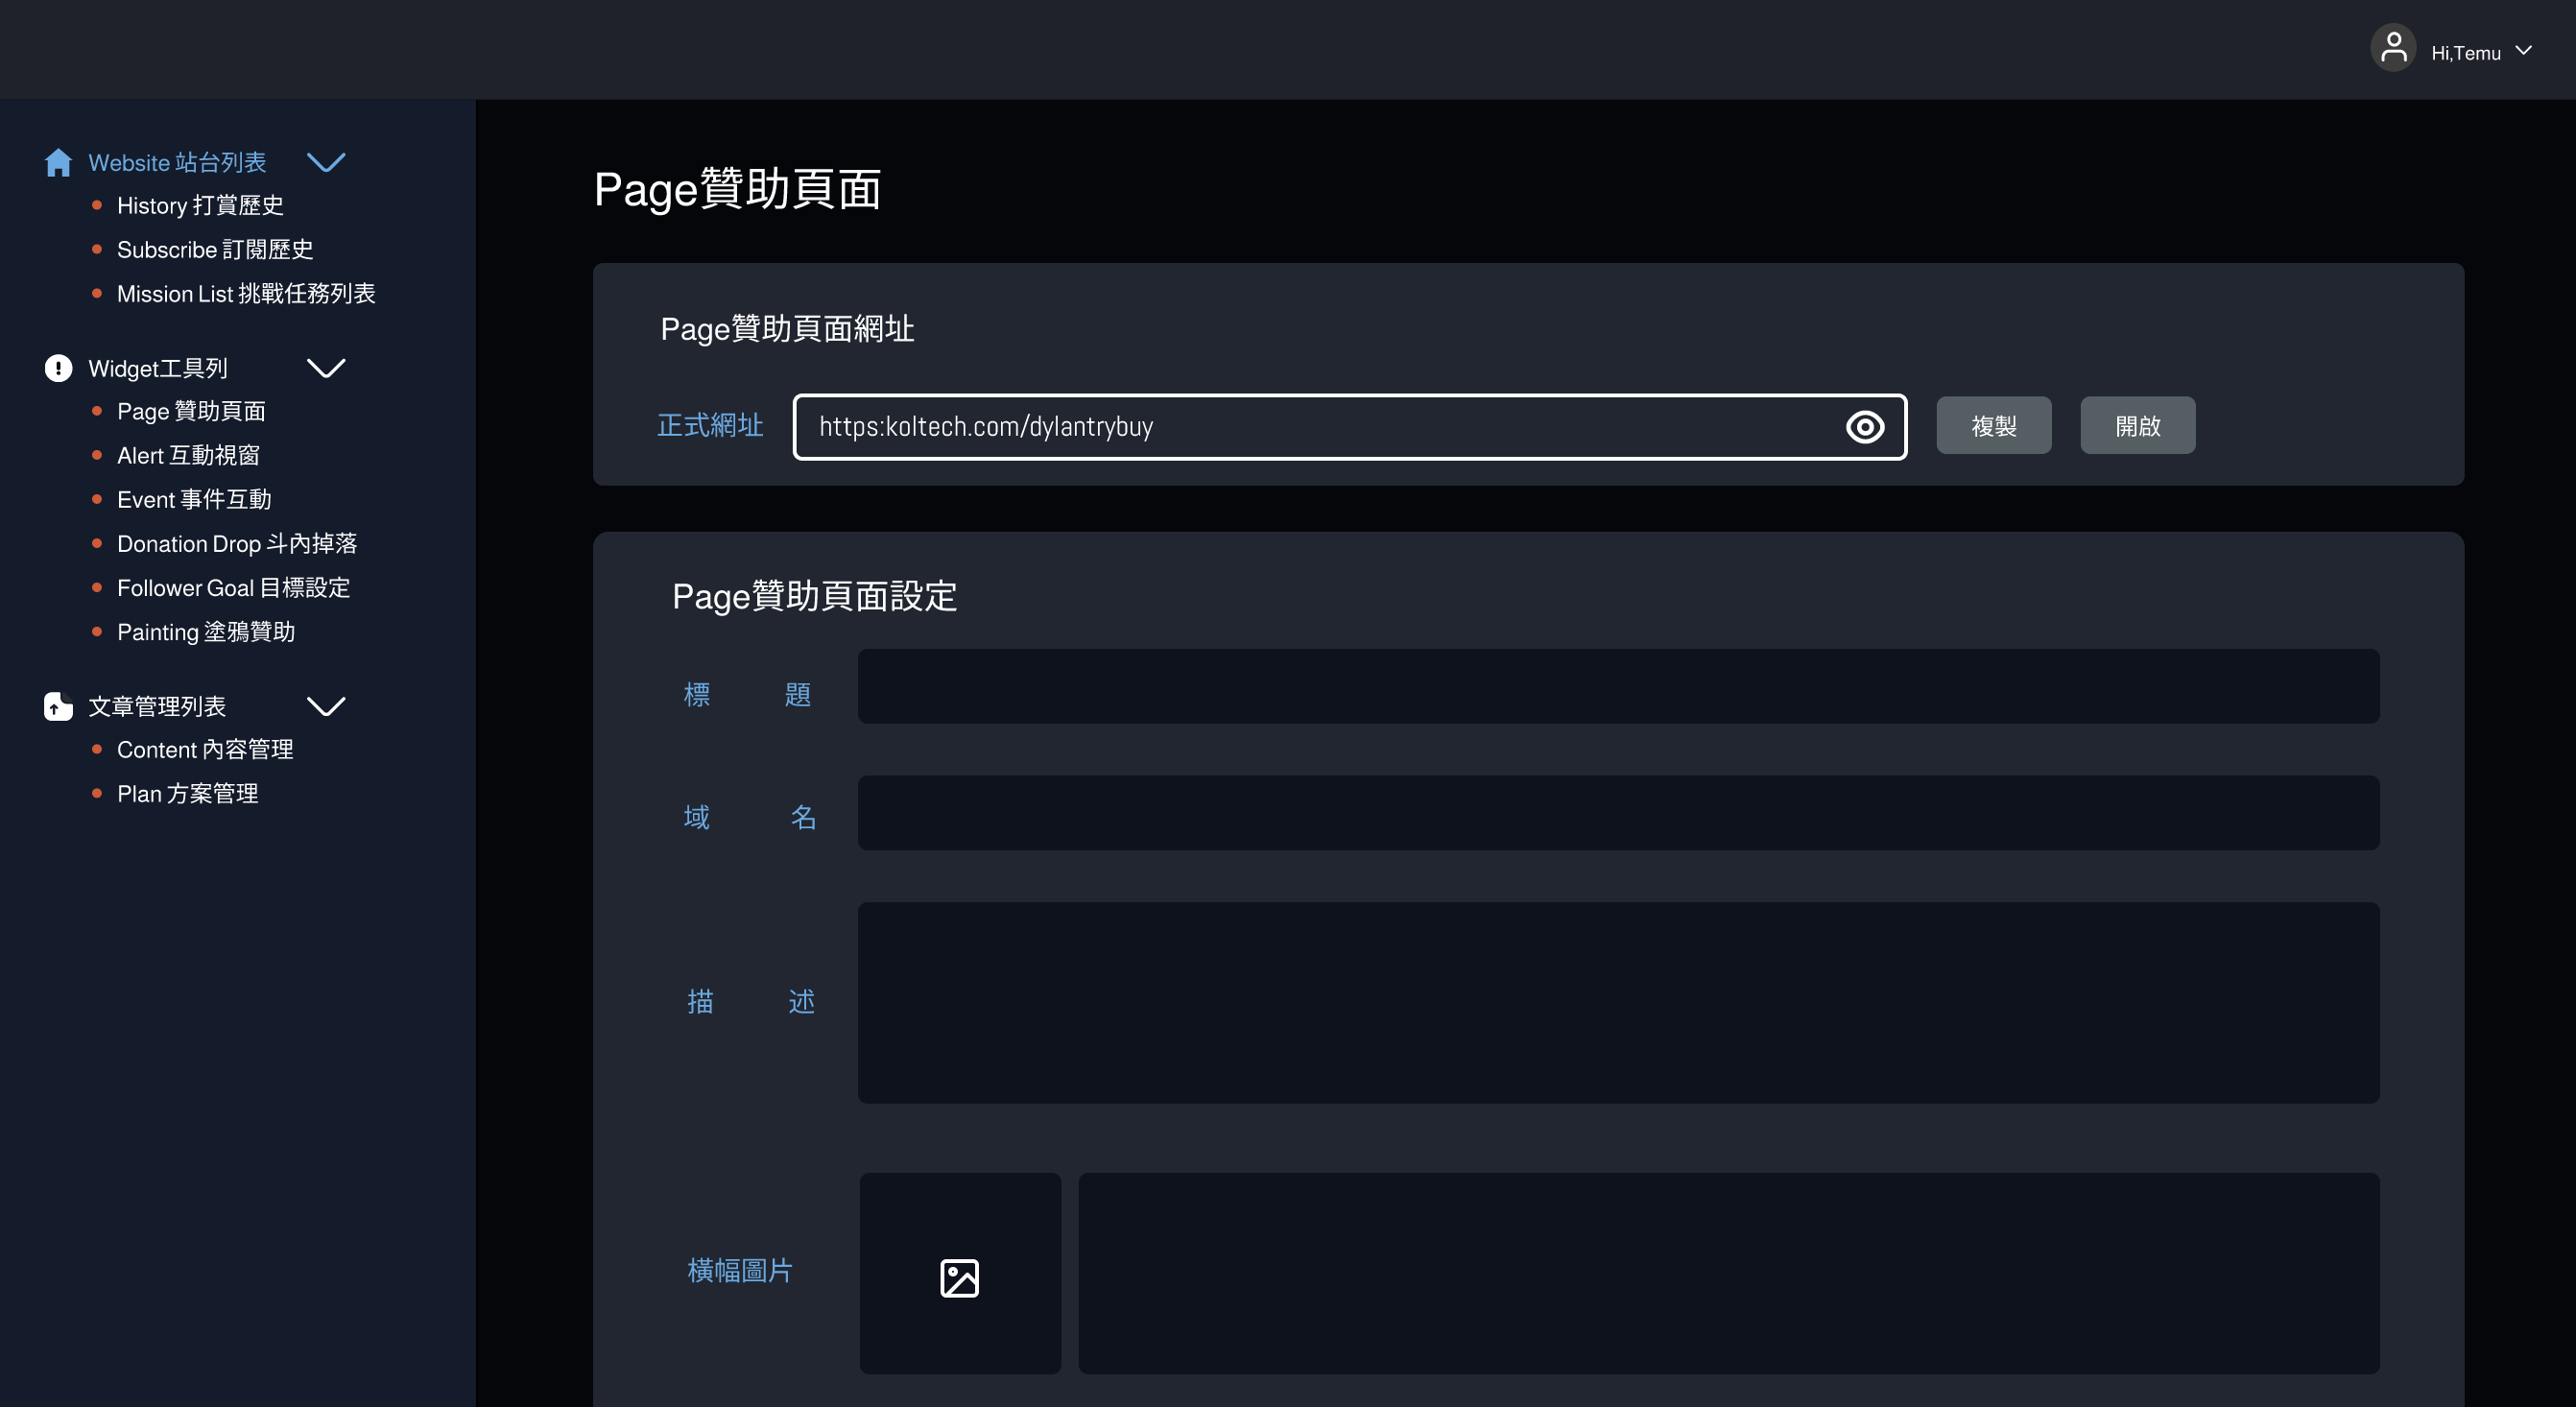 Hi,Temu
Website 站台列表
History 打賞歷史
Subscribe 訂閱歷史
Mission List 挑戰任務列表
Widget工具列
Page 贊助頁面
Alert 互動視窗
Event 事件互動
Donation Drop 斗內掉落
Follower Goal 目標設定
Painting 塗鴉贊助
文章管理列表
Content 內容管理
Plan 方案管理
Page贊助頁面
Page贊助頁面網址
正式網址 https:koltech.com/dylantrybuy 複製 開啟
Page贊助頁面設定
標 題
域 名
描 述
橫幅圖片